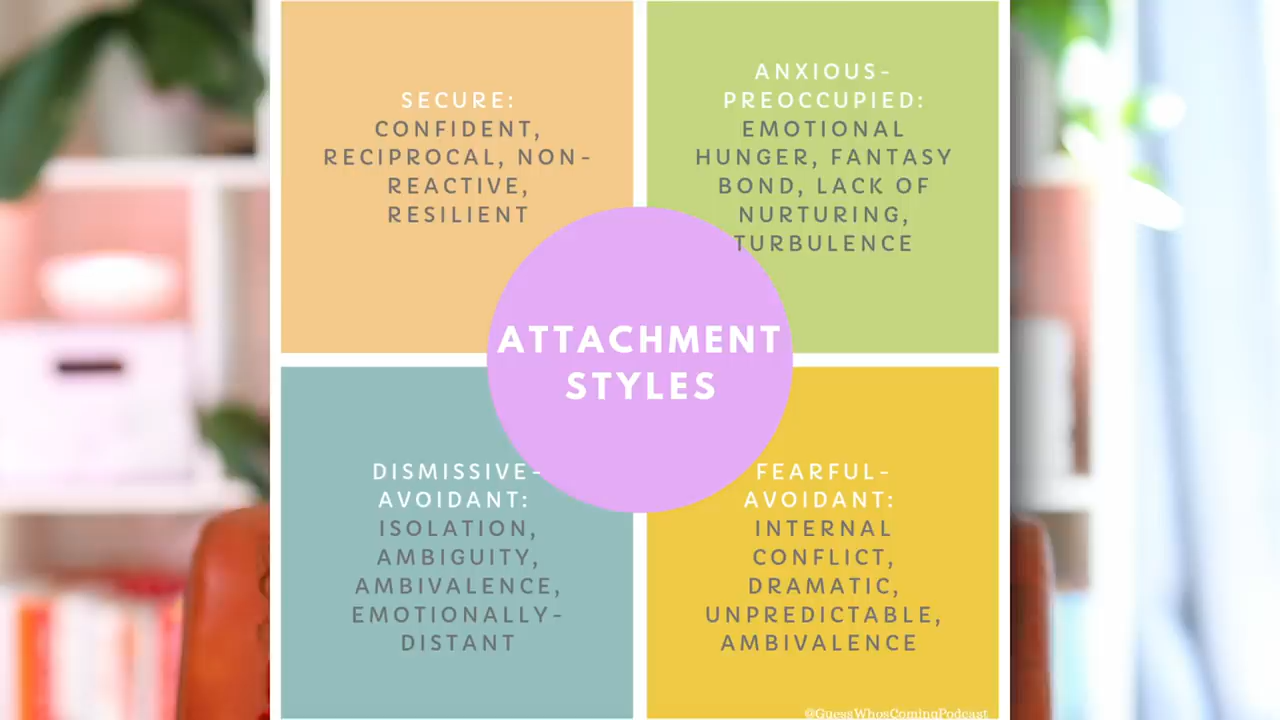 SECURE:
CONFIDENT,
RECIPROCAL, NON-
REACTIVE,
RESILIENT
ANXIOUS-
PREOCCUPIED:
EMOTIONAL
HUNGER, FANTASY
BOND, LACK OF
NURTURING,
TURBULENCE
ATTACHMENT
STYLES
DISMISSIVE-
AVOIDANT:
ISOLATION,
AMBIGUITY,
AMBIVALENCE,
EMOTIONALLY-
DISTANT
FEARFUL-
AVOIDANT:
INTERNAL
CONFLICT,
DRAMATIC,
UNPREDICTABLE,
AMBIVALENCE
@GuessWhosComingPodcast